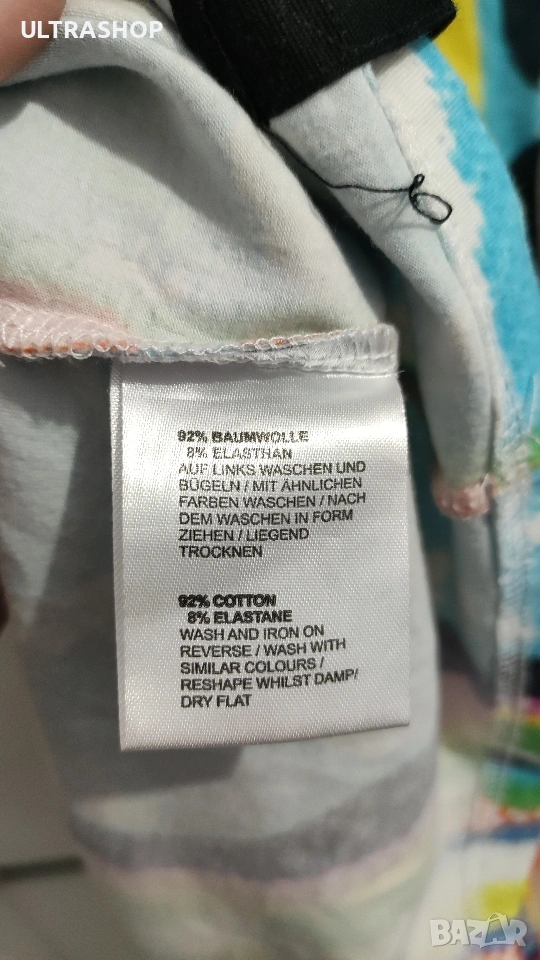 ULTRASHOP
92% BAUMWOLLE
8% ELASTHAN
AUF LINKS WASCHEN UND
BÜGELN / MIT ÄHNLICHEN
FARBEN WASCHEN / NACH
DEM WASCHEN IN FORM
ZIEHEN / LIEGEND
TROCKNEN
92% COTTON
8% ELASTANE
WASH AND IRON ON
REVERSE / WASH WITH
SIMILAR COLOURS /
RESHAPE WHILST DAMP/
DRY FLAT
BAZAR